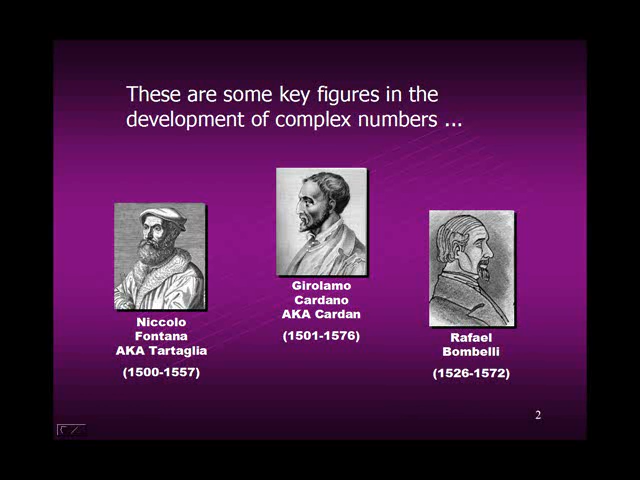 These are some key figures in the
development of complex numbers ...
Niccolo
Fontana
AKA Tartaglia
(1500-1557)
Girolamo
Cardano
AKA Cardan
(1501-1576)
Rafael
Bombelli
(1526-1572)
2